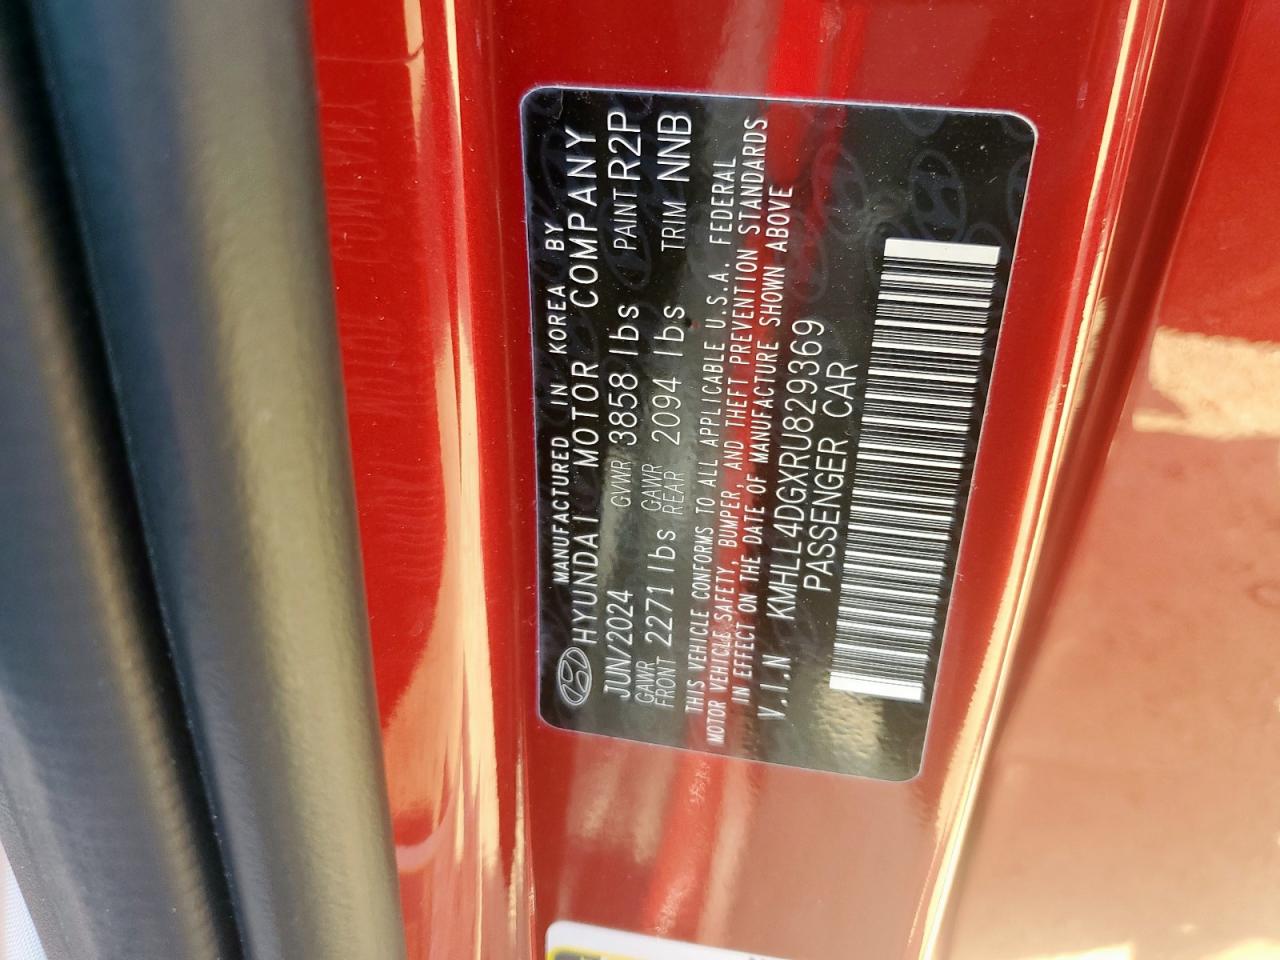 MANUFACTURED IN KOREA BY
HYUNDAI MOTOR COMPANY
JUN/2024 GVWR 3858 lbs PAINT R2P
GAWR FRONT 2271 lbs GAWR REAR 2094 lbs TRIM NNB
THIS VEHICLE CONFORMS TO ALL APPLICABLE U.S.A. FEDERAL
MOTOR VEHICLE SAFETY, BUMPER, AND THEFT PREVENTION STANDARDS
IN EFFECT ON THE DATE OF MANUFACTURE SHOWN ABOVE
V.I.N KMHLL4DGXRU829369
PASSENGER CAR